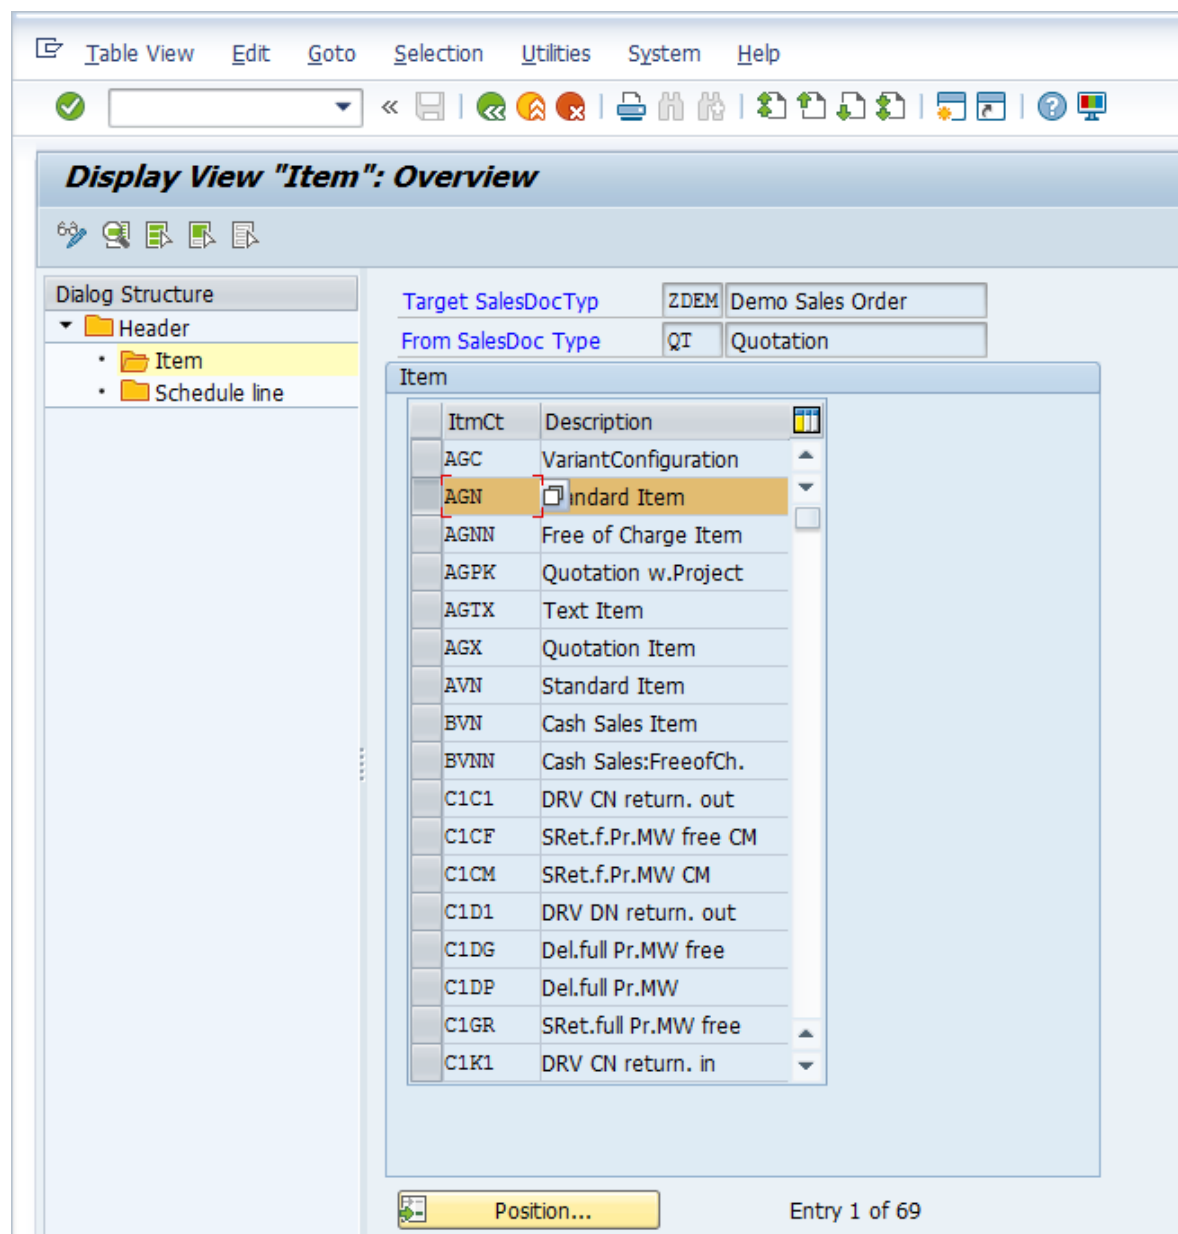 Table View Edit Goto Selection Utilities System Help
Display View "Item": Overview
Dialog Structure
Header
Item
Schedule line
Target SalesDocTyp ZDEM Demo Sales Order
From SalesDoc Type QT Quotation
Item
ItmCt Description
AGC VariantConfiguration
AGN ndard Item
AGNN Free of Charge Item
AGPK Quotation w.Project
AGTX Text Item
AGX Quotation Item
AVN Standard Item
BVN Cash Sales Item
BVNN Cash Sales:FreeofCh.
C1C1 DRV CN return. out
C1CF SRet.f.Pr.MW free CM
C1CM SRet.f.Pr.MW CM
C1D1 DRV DN return. out
C1DG Del.full Pr.MW free
C1DP Del.full Pr.MW
C1GR SRet.full Pr.MW free
C1K1 DRV CN return. in
Position... Entry 1 of 69